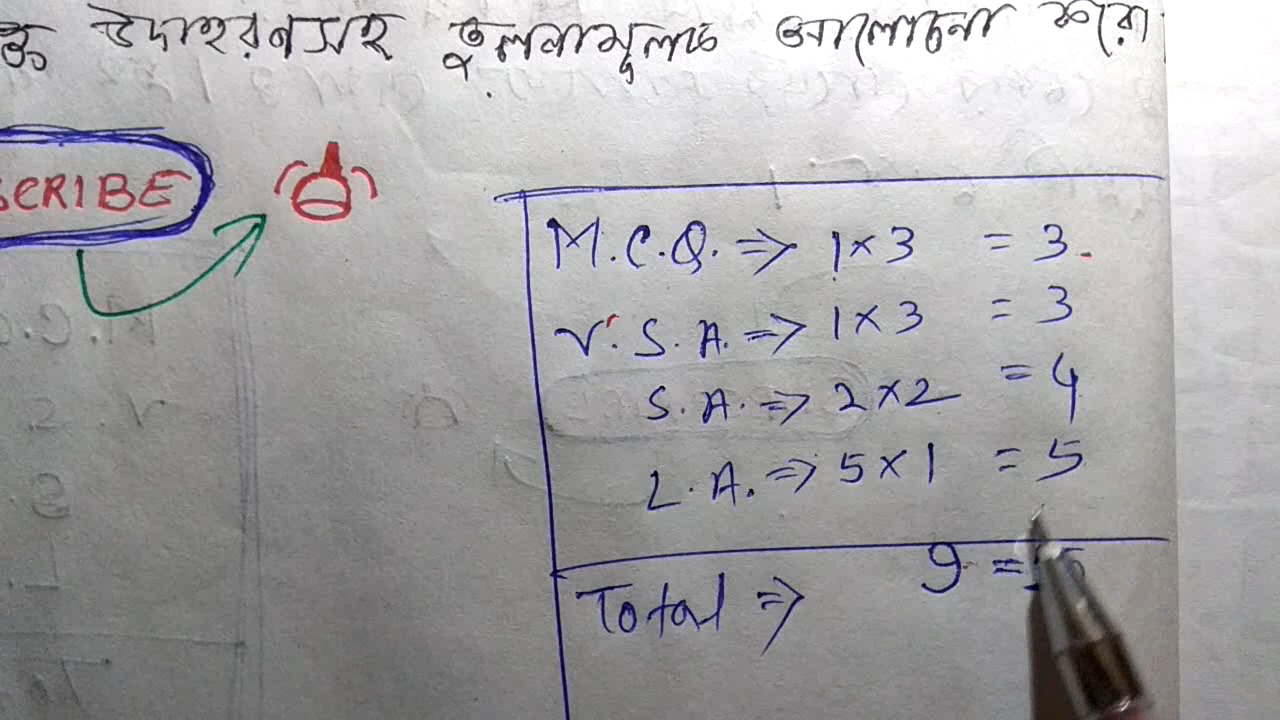 উদাহরণসহ তুলনামূলক আলোচনা করো
SCRIBE
M.C.Q. => 1×3 = 3
V.S.A. => 1×3 = 3
S.A. => 2×2 = 4
L.A. => 5×1 = 5
Total => 9 =